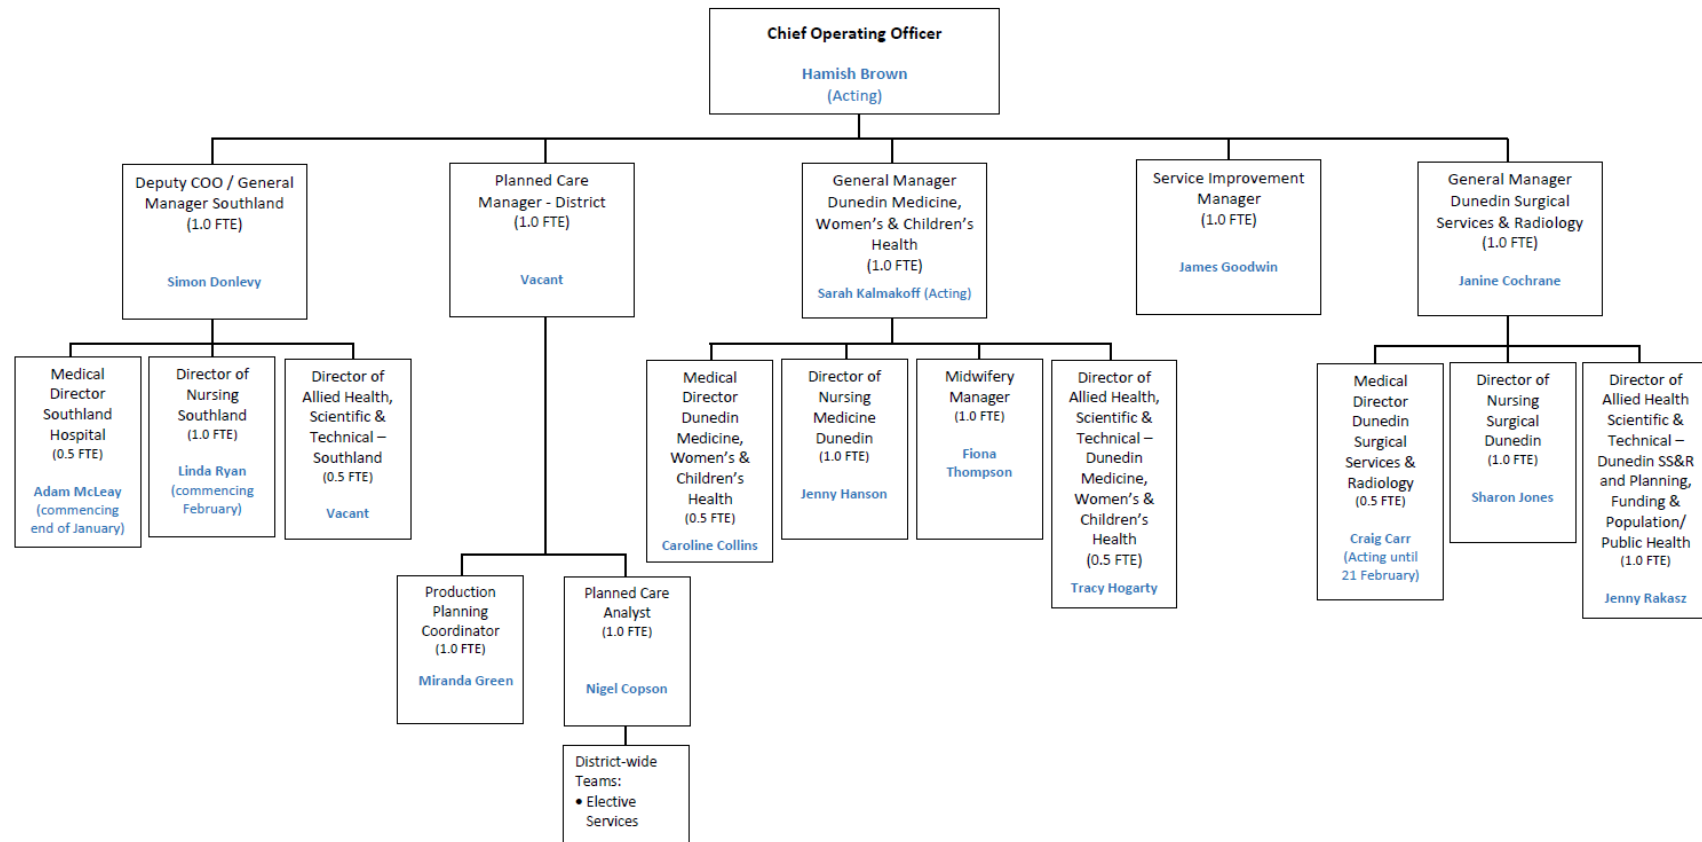 Chief Operating Officer
Hamish Brown
(Acting)
Deputy COO / General
Manager Southland
(1.0 FTE)
Simon Donlevy
Planned Care
Manager - District
(1.0 FTE)
Vacant
General Manager
Dunedin Medicine,
Women's & Children's
Health
(1.0 FTE)
Sarah Kalmakoff (Acting)
Service Improvement
Manager
(1.0 FTE)
James Goodwin
General Manager
Dunedin Surgical
Services & Radiology
(1.0 FTE)
Janine Cochrane
Medical
Director
Southland
Hospital
(0.5 FTE)
Adam McLeay
(commencing
end of January)
Director of
Nursing
Southland
(1.0 FTE)
Linda Ryan
(commencing
February)
Director of
Allied Health,
Scientific &
Technical –
Southland
(0.5 FTE)
Vacant
Medical
Director
Dunedin
Medicine,
Women's &
Children's
Health
(0.5 FTE)
Caroline Collins
Director of
Nursing
Medicine
Dunedin
(1.0 FTE)
Jenny Hanson
Midwifery
Manager
(1.0 FTE)
Fiona
Thompson
Director of
Allied Health,
Scientific &
Technical –
Dunedin
Medicine,
Women's &
Children's
Health
(0.5 FTE)
Tracy Hogarty
Medical
Director
Dunedin
Surgical
Services &
Radiology
(0.5 FTE)
Craig Carr
(Acting until
21 February)
Director of
Nursing
Surgical
Dunedin
(1.0 FTE)
Sharon Jones
Director of
Allied Health
Scientific &
Technical –
Dunedin SS&R
and Planning,
Funding &
Population/
Public Health
(1.0 FTE)
Jenny Rakasz
Production
Planning
Coordinator
(1.0 FTE)
Miranda Green
Planned Care
Analyst
(1.0 FTE)
Nigel Copson
District-wide
Teams:
• Elective
Services